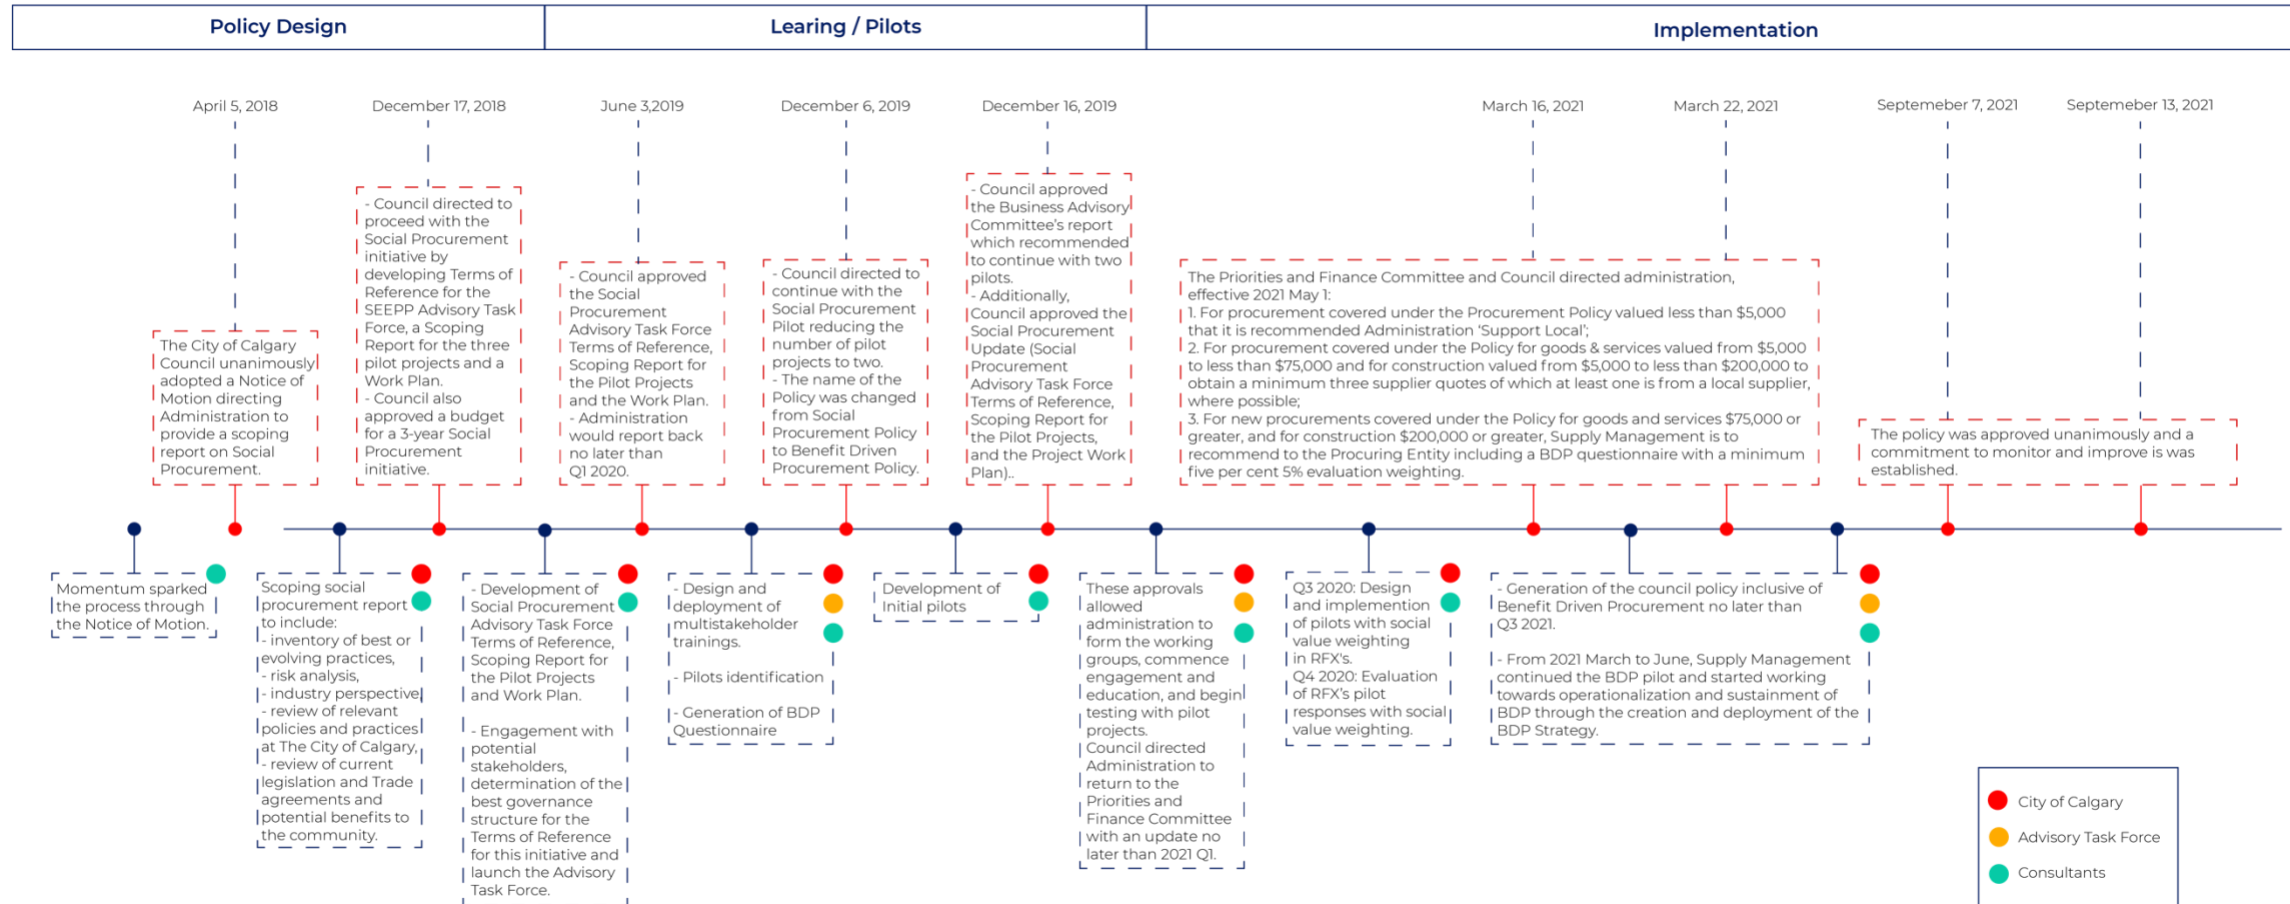 Policy Design
Learing / Pilots
Implementation
April 5, 2018
December 17, 2018
June 3,2019
December 6, 2019
December 16, 2019
March 16, 2021
March 22, 2021
Septemeber 7, 2021
Septemeber 13, 2021
The City of Calgary
Council unanimously
adopted a Notice of
Motion directing
Administration to
provide a scoping
report on Social
Procurement.
- Council directed to
proceed with the
Social Procurement
initiative by
developing Terms of
Reference for the
SEEPP Advisory Task
Force, a Scoping
Report for the three
pilot projects and a
Work Plan.
- Council also
approved a budget
for a 3-year Social
Procurement
initiative.
- Council approved
the Social
Procurement
Advisory Task Force
Terms of Reference,
Scoping Report for
the Pilot Projects
and the Work Plan.
- Administration
would report back
no later than
Q1 2020.
- Council directed to
continue with the
Social Procurement
Pilot reducing the
number of pilot
projects to two.
- The name of the
Policy was changed
from Social
Procurement Policy
to Benefit Driven
Procurement Policy.
- Council approved
the Business Advisory
Committee's report
which recommended
to continue with two
pilots.
- Additionally,
Council approved the
Social Procurement
Update (Social
Procurement
Advisory Task Force
Terms of Reference,
Scoping Report for
the Pilot Projects,
and the Project Work
Plan)..
The Priorities and Finance Committee and Council directed administration,
effective 2021 May 1:
1. For procurement covered under the Procurement Policy valued less than $5,000
that it is recommended Administration 'Support Local';
2. For procurement covered under the Policy for goods & services valued from $5,000
to less than $75,000 and for construction valued from $5,000 to less than $200,000 to
obtain a minimum three supplier quotes of which at least one is from a local supplier,
where possible;
3. For new procurements covered under the Policy for goods and services $75,000 or
greater, and for construction $200,000 or greater, Supply Management is to
recommend to the Procuring Entity including a BDP questionnaire with a minimum
five per cent 5% evaluation weighting.
The policy was approved unanimously and a
commitment to monitor and improve is was
established.
Momentum sparked
the process through
the Notice of Motion.
Scoping social
procurement report
to include:
- inventory of best or
evolving practices,
- risk analysis,
- industry perspective,
- review of relevant
policies and practices
at The City of Calgary,
- review of current
legislation and Trade
agreements and
potential benefits to
the community.
- Development of
Social Procurement
Advisory Task Force
Terms of Reference,
Scoping Report for
the Pilot Projects
and Work Plan.
- Engagement with
potential
stakeholders,
determination of the
best governance
structure for the
Terms of Reference
for this initiative and
launch the Advisory
Task Force.
- Design and
deployment of
multistakeholder
trainings.
- Pilots identification
- Generation of BDP
Questionnaire
Development of
Initial pilots
These approvals
allowed
administration to
form the working
groups, commence
engagement and
education, and begin
testing with pilot
projects.
Council directed
Administration to
return to the
Priorities and
Finance Committee
with an update no
later than 2021 Q1.
Q3 2020: Design
and implemention
of pilots with social
value weighting
in RFX's.
Q4 2020: Evaluation
of RFX's pilot
responses with social
value weighting.
- Generation of the council policy inclusive of
Benefit Driven Procurement no later than
Q3 2021.
- From 2021 March to June, Supply Management
continued the BDP pilot and started working
towards operationalization and sustainment of
BDP through the creation and deployment of the
BDP Strategy.
City of Calgary
Advisory Task Force
Consultants